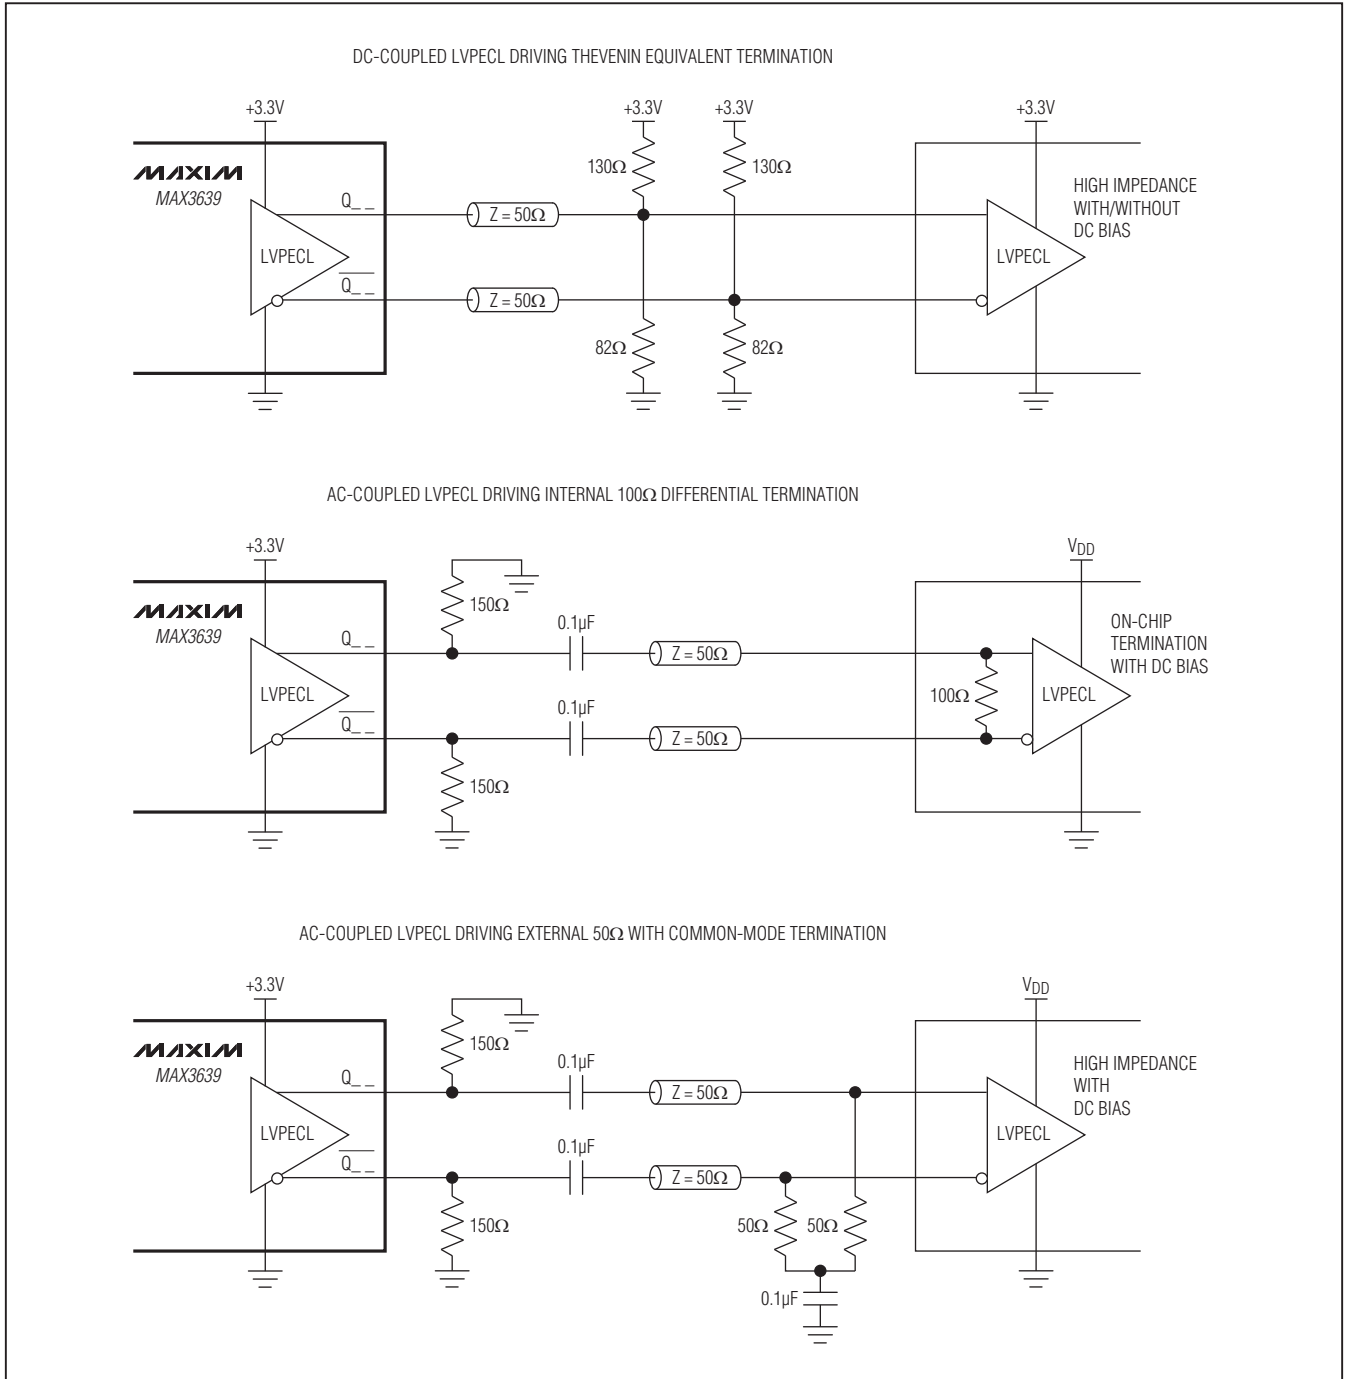 DC-COUPLED LVPECL DRIVING THEVENIN EQUIVALENT TERMINATION
+3.3V
+3.3V
+3.3V
+3.3V
MAXIM
MAX3639
130Ω
130Ω
HIGH IMPEDANCE
WITH/WITHOUT
DC BIAS
Q_ _
Z = 50Ω
LVPECL
LVPECL
Q_ _
Z = 50Ω
82Ω
82Ω
AC-COUPLED LVPECL DRIVING INTERNAL 100Ω DIFFERENTIAL TERMINATION
+3.3V
VDD
MAXIM
MAX3639
150Ω
0.1µF
ON-CHIP
TERMINATION
WITH DC BIAS
Q_ _
Z = 50Ω
LVPECL
100Ω
LVPECL
0.1µF
Q_ _
Z = 50Ω
150Ω
AC-COUPLED LVPECL DRIVING EXTERNAL 50Ω WITH COMMON-MODE TERMINATION
+3.3V
VDD
MAXIM
MAX3639
150Ω
0.1µF
HIGH IMPEDANCE
WITH
DC BIAS
Q_ _
Z = 50Ω
LVPECL
LVPECL
0.1µF
Q_ _
Z = 50Ω
150Ω
50Ω
50Ω
0.1µF